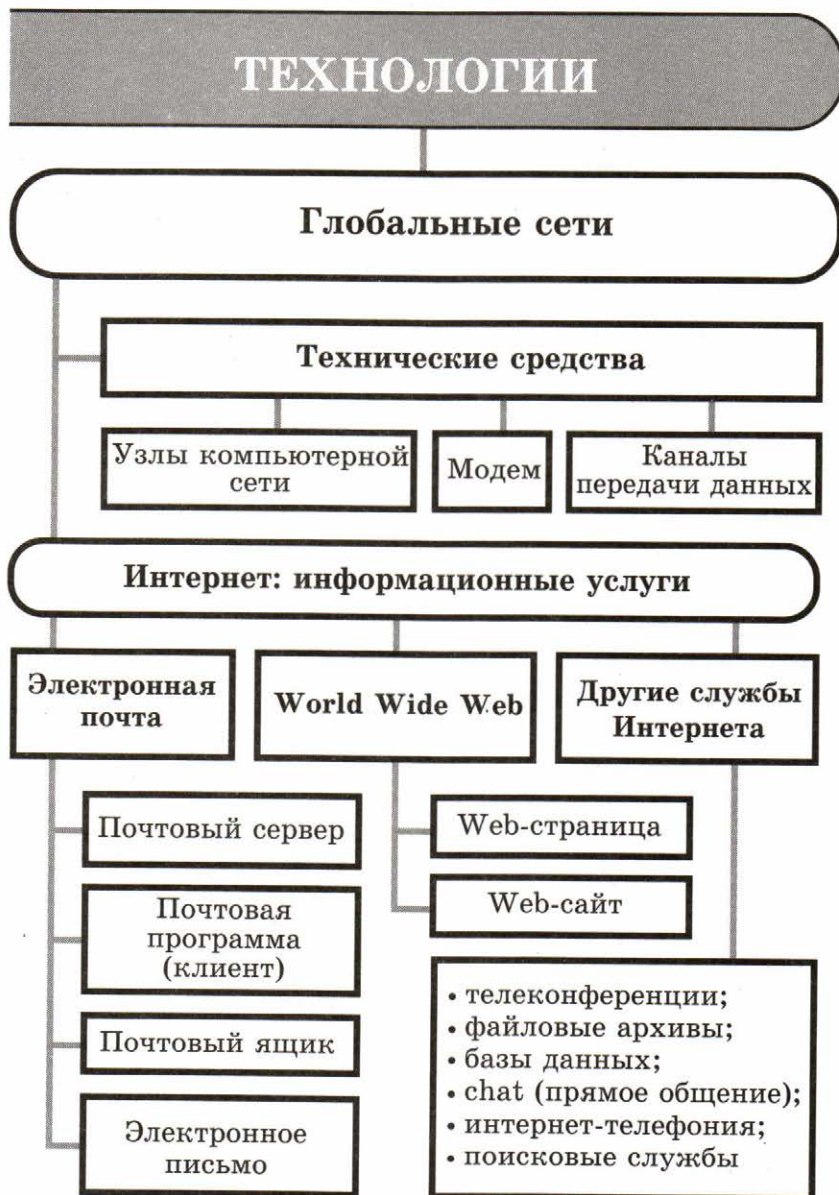 ТЕХНОЛОГИИ
Глобальные сети
Технические средства
Узлы компьютерной
сети
Модем
Каналы
передачи данных
Интернет: информационные услуги
Электронная
почта
World Wide Web
Другие службы
Интернета
Почтовый сервер
Почтовая
программа
(клиент)
Почтовый ящик
Электронное
письмо
Web-страница
Web-сайт
• телеконференции;
• файловые архивы;
• базы данных;
• chat (прямое общение);
• интернет-телефония;
• поисковые службы